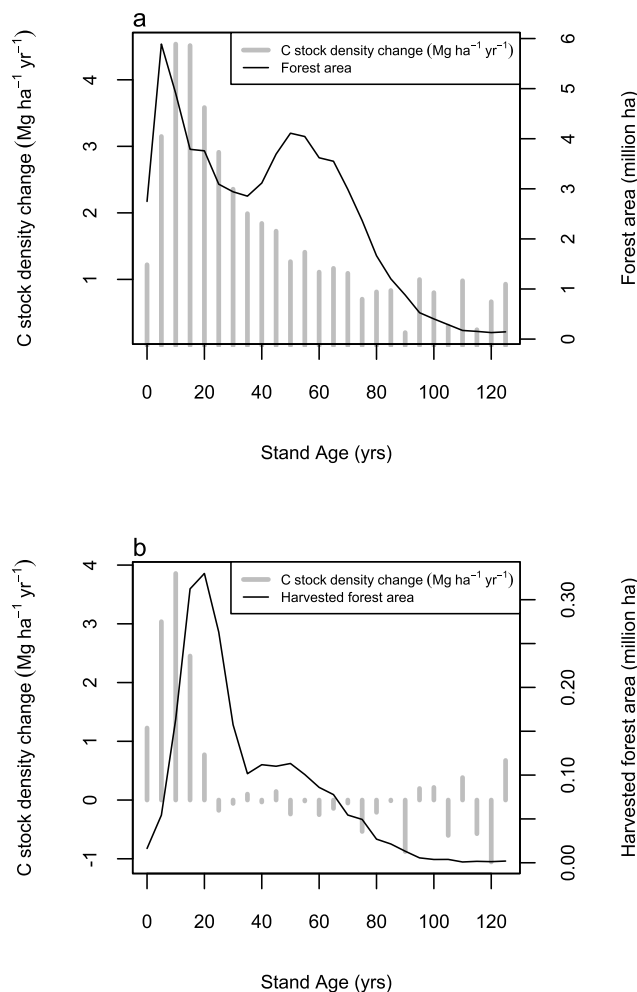 a
C stock density change (Mg ha⁻¹ yr⁻¹)
Forest area
C stock density change (Mg ha⁻¹ yr⁻¹)
4
3
2
1
Forest area (million ha)
6
5
4
3
2
1
0
0 20 40 60 80 100 120
Stand Age (yrs)
b
C stock density change (Mg ha⁻¹ yr⁻¹)
Harvested forest area
C stock density change (Mg ha⁻¹ yr⁻¹)
4
3
2
1
0
-1
Harvested forest area (million ha)
0.30
0.20
0.10
0.00
0 20 40 60 80 100 120
Stand Age (yrs)